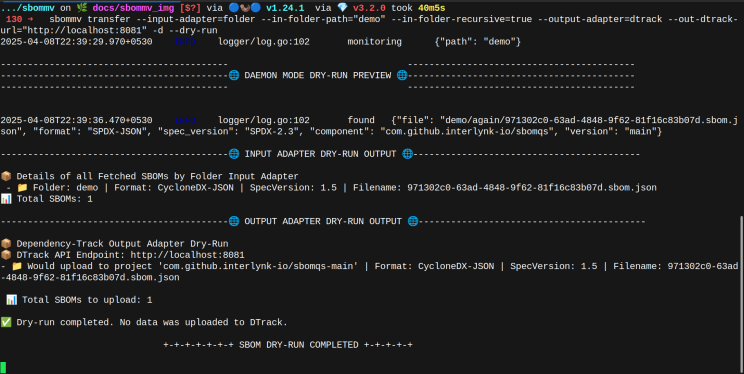 .../sbommv on 🌿 docs/sbommv_img [$?] via 🔵🦫🔵 v1.24.1  via 💎 v3.2.0 took 40m5s
130 ➜  sbommv transfer --input-adapter=folder --in-folder-path="demo" --in-folder-recursive=true --output-adapter=dtrack --out-dtrack-
url="http://localhost:8081" -d --dry-run
2025-04-08T22:39:29.970+0530 info logger/log.go:102 monitoring {"path": "demo"}
----------------------------------------- -----------------------------------------
-----------------------------------------🌐 DAEMON MODE DRY-RUN PREVIEW 🌐-----------------------------------------
----------------------------------------- -----------------------------------------
2025-04-08T22:39:36.470+0530 info logger/log.go:102 found {"file": "demo/again/971302c0-63ad-4848-9f62-81f16c83b07d.sbom.j
son", "format": "SPDX-JSON", "spec_version": "SPDX-2.3", "component": "com.github.interlynk-io/sbomqs", "version": "main"}
-----------------------------------------🌐 INPUT ADAPTER DRY-RUN OUTPUT 🌐-----------------------------------------
📦 Details of all Fetched SBOMs by Folder Input Adapter
- 📁 Folder: demo | Format: CycloneDX-JSON | SpecVersion: 1.5 | Filename: 971302c0-63ad-4848-9f62-81f16c83b07d.sbom.json
📊 Total SBOMs: 1
-----------------------------------------🌐 OUTPUT ADAPTER DRY-RUN OUTPUT 🌐-----------------------------------------
📦 Dependency-Track Output Adapter Dry-Run
📦 DTrack API Endpoint: http://localhost:8081
- 📁 Would upload to project 'com.github.interlynk-io/sbomqs-main' | Format: CycloneDX-JSON | SpecVersion: 1.5 | Filename: 971302c0-63ad
-4848-9f62-81f16c83b07d.sbom.json
📊 Total SBOMs to upload: 1
✅ Dry-run completed. No data was uploaded to DTrack.
+-+-+-+-+-+-+ SBOM DRY-RUN COMPLETED +-+-+-+-+